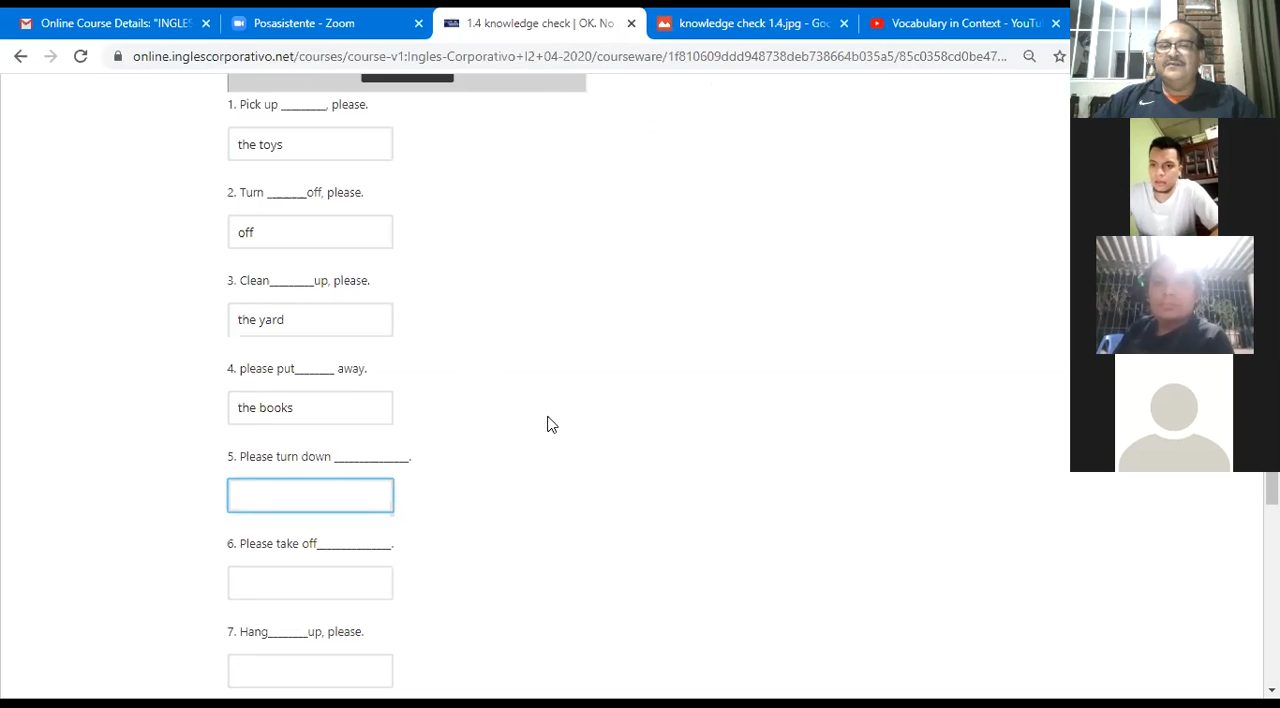 Online Course Details: "INGLES
Posasistente - Zoom
1.4 knowledge check | OK. No
knowledge check 1.4.jpg - Goo
Vocabulary in Context - YouTu
online.inglescorporativo.net/courses/course-v1:Ingles-Corporativo+I2+04-2020/courseware/1f810609ddd948738deb738664b035a5/85c0358cd0be47...
1. Pick up ________, please.
the toys
2. Turn _______off, please.
off
3. Clean________up, please.
the yard
4. please put_______ away.
the books
5. Please turn down _____________.
6. Please take off_____________.
7. Hang_______up, please.